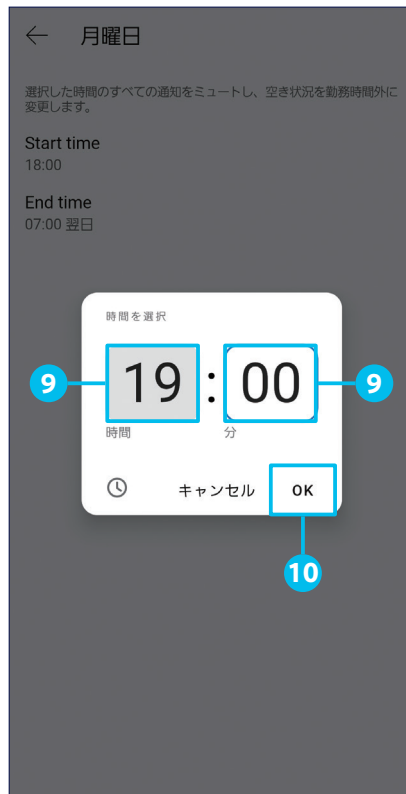 ← 月曜日
選択した時間のすべての通知をミュートし、空き状況を勤務時間外に
変更します。
Start time
18:00
End time
07:00 翌日
時間を選択
9 19 : 00 9
時間 分
キャンセル OK
10